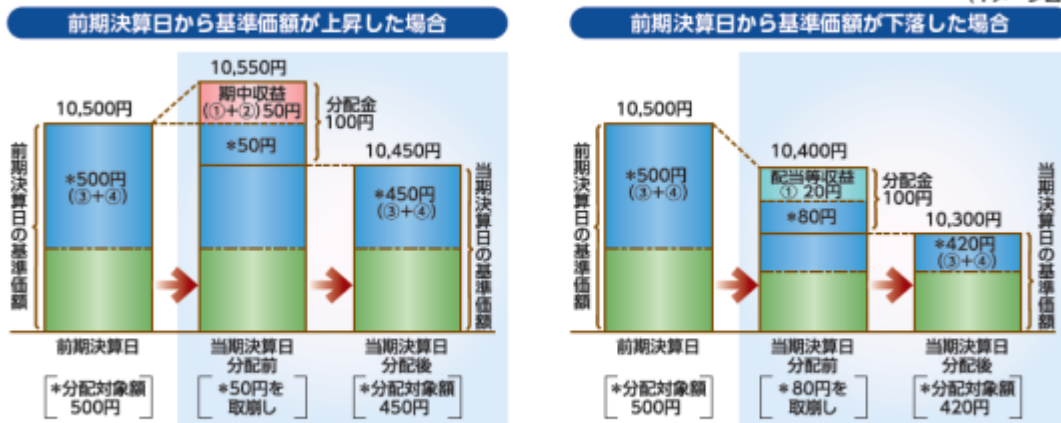 前期決算日から基準価額が上昇した場合
10,550円
10,500円
期中収益
(①+②)50円
分配金
100円
*50円
10,450円
*500円
(③+④)
*450円
(③+④)
前期決算日の基準価額
当期決算日の基準価額
前期決算日
当期決算日
分配前
当期決算日
分配後
*分配対象額
500円
*50円を
取崩し
*分配対象額
450円
前期決算日から基準価額が下落した場合
10,500円
10,400円
配当等収益
① 20円
分配金
100円
*80円
10,300円
*500円
(③+④)
*420円
(③+④)
前期決算日の基準価額
当期決算日の基準価額
前期決算日
当期決算日
分配前
当期決算日
分配後
*分配対象額
500円
*80円を
取崩し
*分配対象額
420円